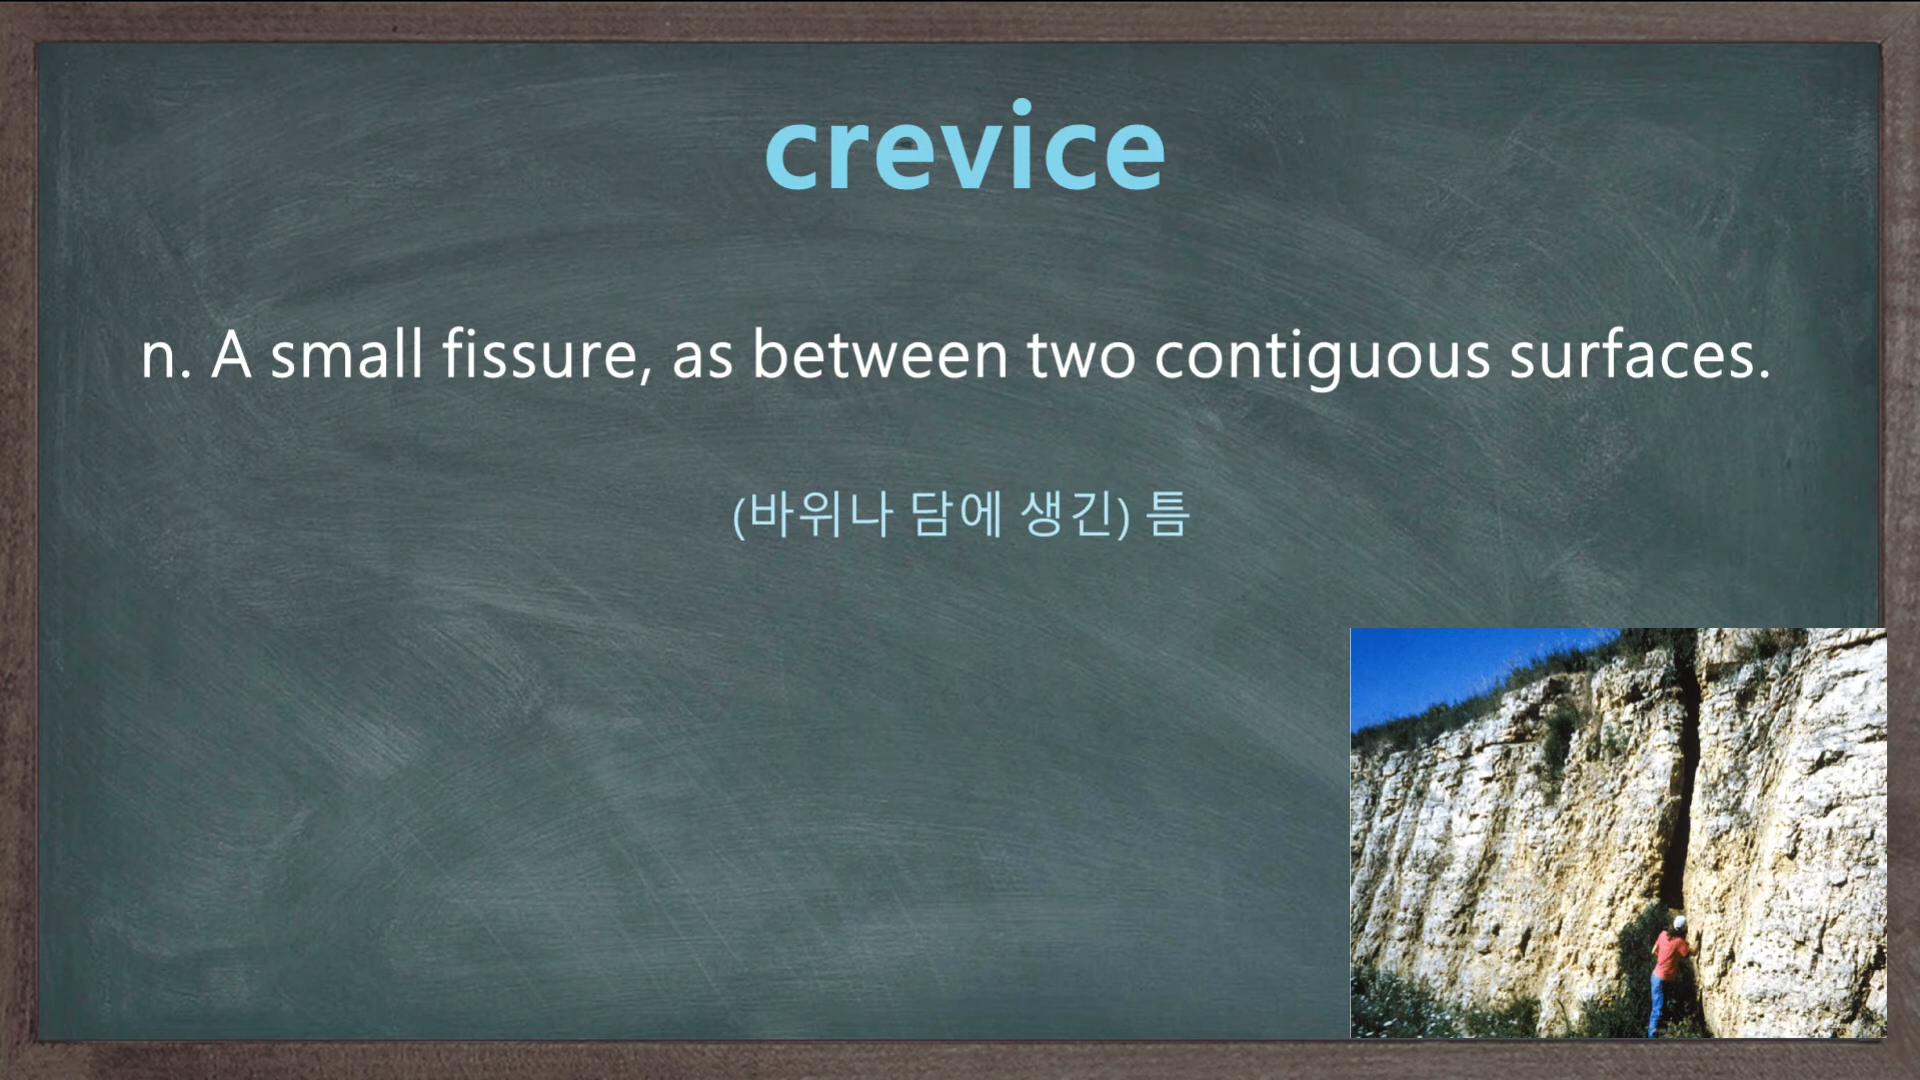 crevice
n. A small fissure, as between two contiguous surfaces.
(바위나 담에 생긴) 틈